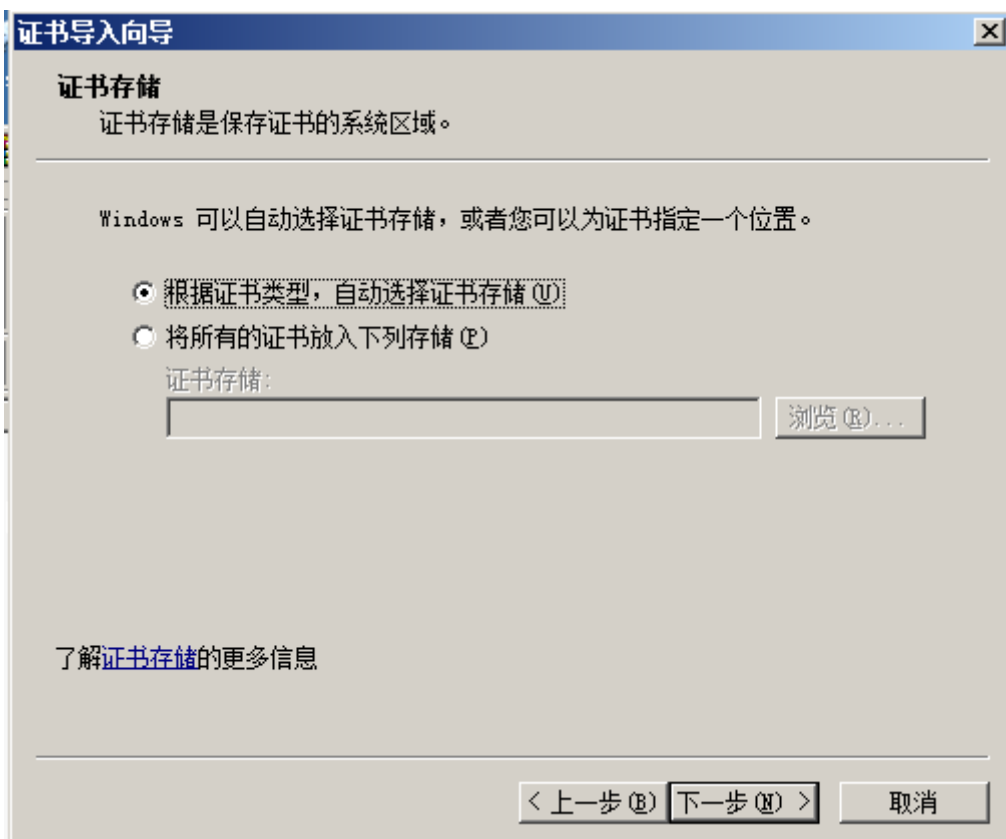 证书导入向导
证书存储
证书存储是保存证书的系统区域。
Windows 可以自动选择证书存储，或者您可以为证书指定一个位置。
根据证书类型，自动选择证书存储(U)
将所有的证书放入下列存储(P)
证书存储:
浏览(R)...
了解证书存储的更多信息
< 上一步(B) 下一步(N) > 取消